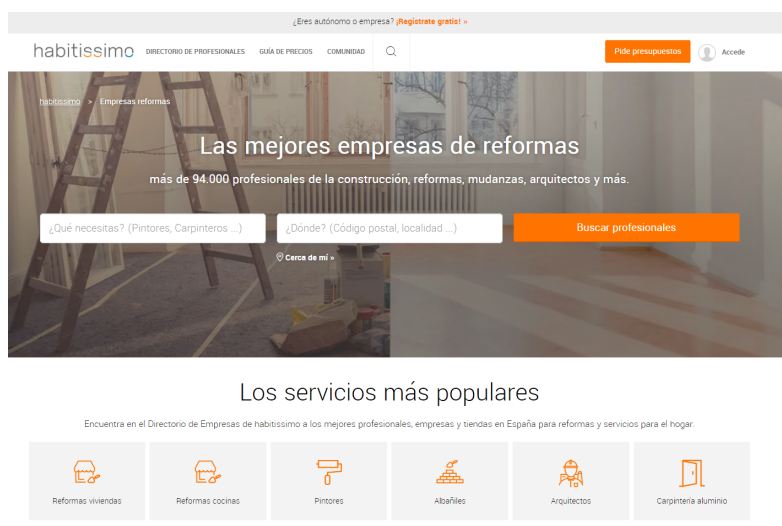 ¿Eres autónomo o empresa? ¡Regístrate gratis! »
habitissimo DIRECTORIO DE PROFESIONALES GUÍA DE PRECIOS COMUNIDAD Pide presupuestos Accede
habitissimo > Empresas reformas
Las mejores empresas de reformas
más de 94.000 profesionales de la construcción, reformas, mudanzas, arquitectos y más.
¿Qué necesitas? (Pintores, Carpinteros ...) ¿Dónde? (Código postal, localidad ...) Buscar profesionales
Cerca de mí »
Los servicios más populares
Encuentra en el Directorio de Empresas de habitissimo a los mejores profesionales, empresas y tiendas en España para reformas y servicios para el hogar.
Reformas viviendas Reformas cocinas Pintores Albañiles Arquitectos Carpintería aluminio